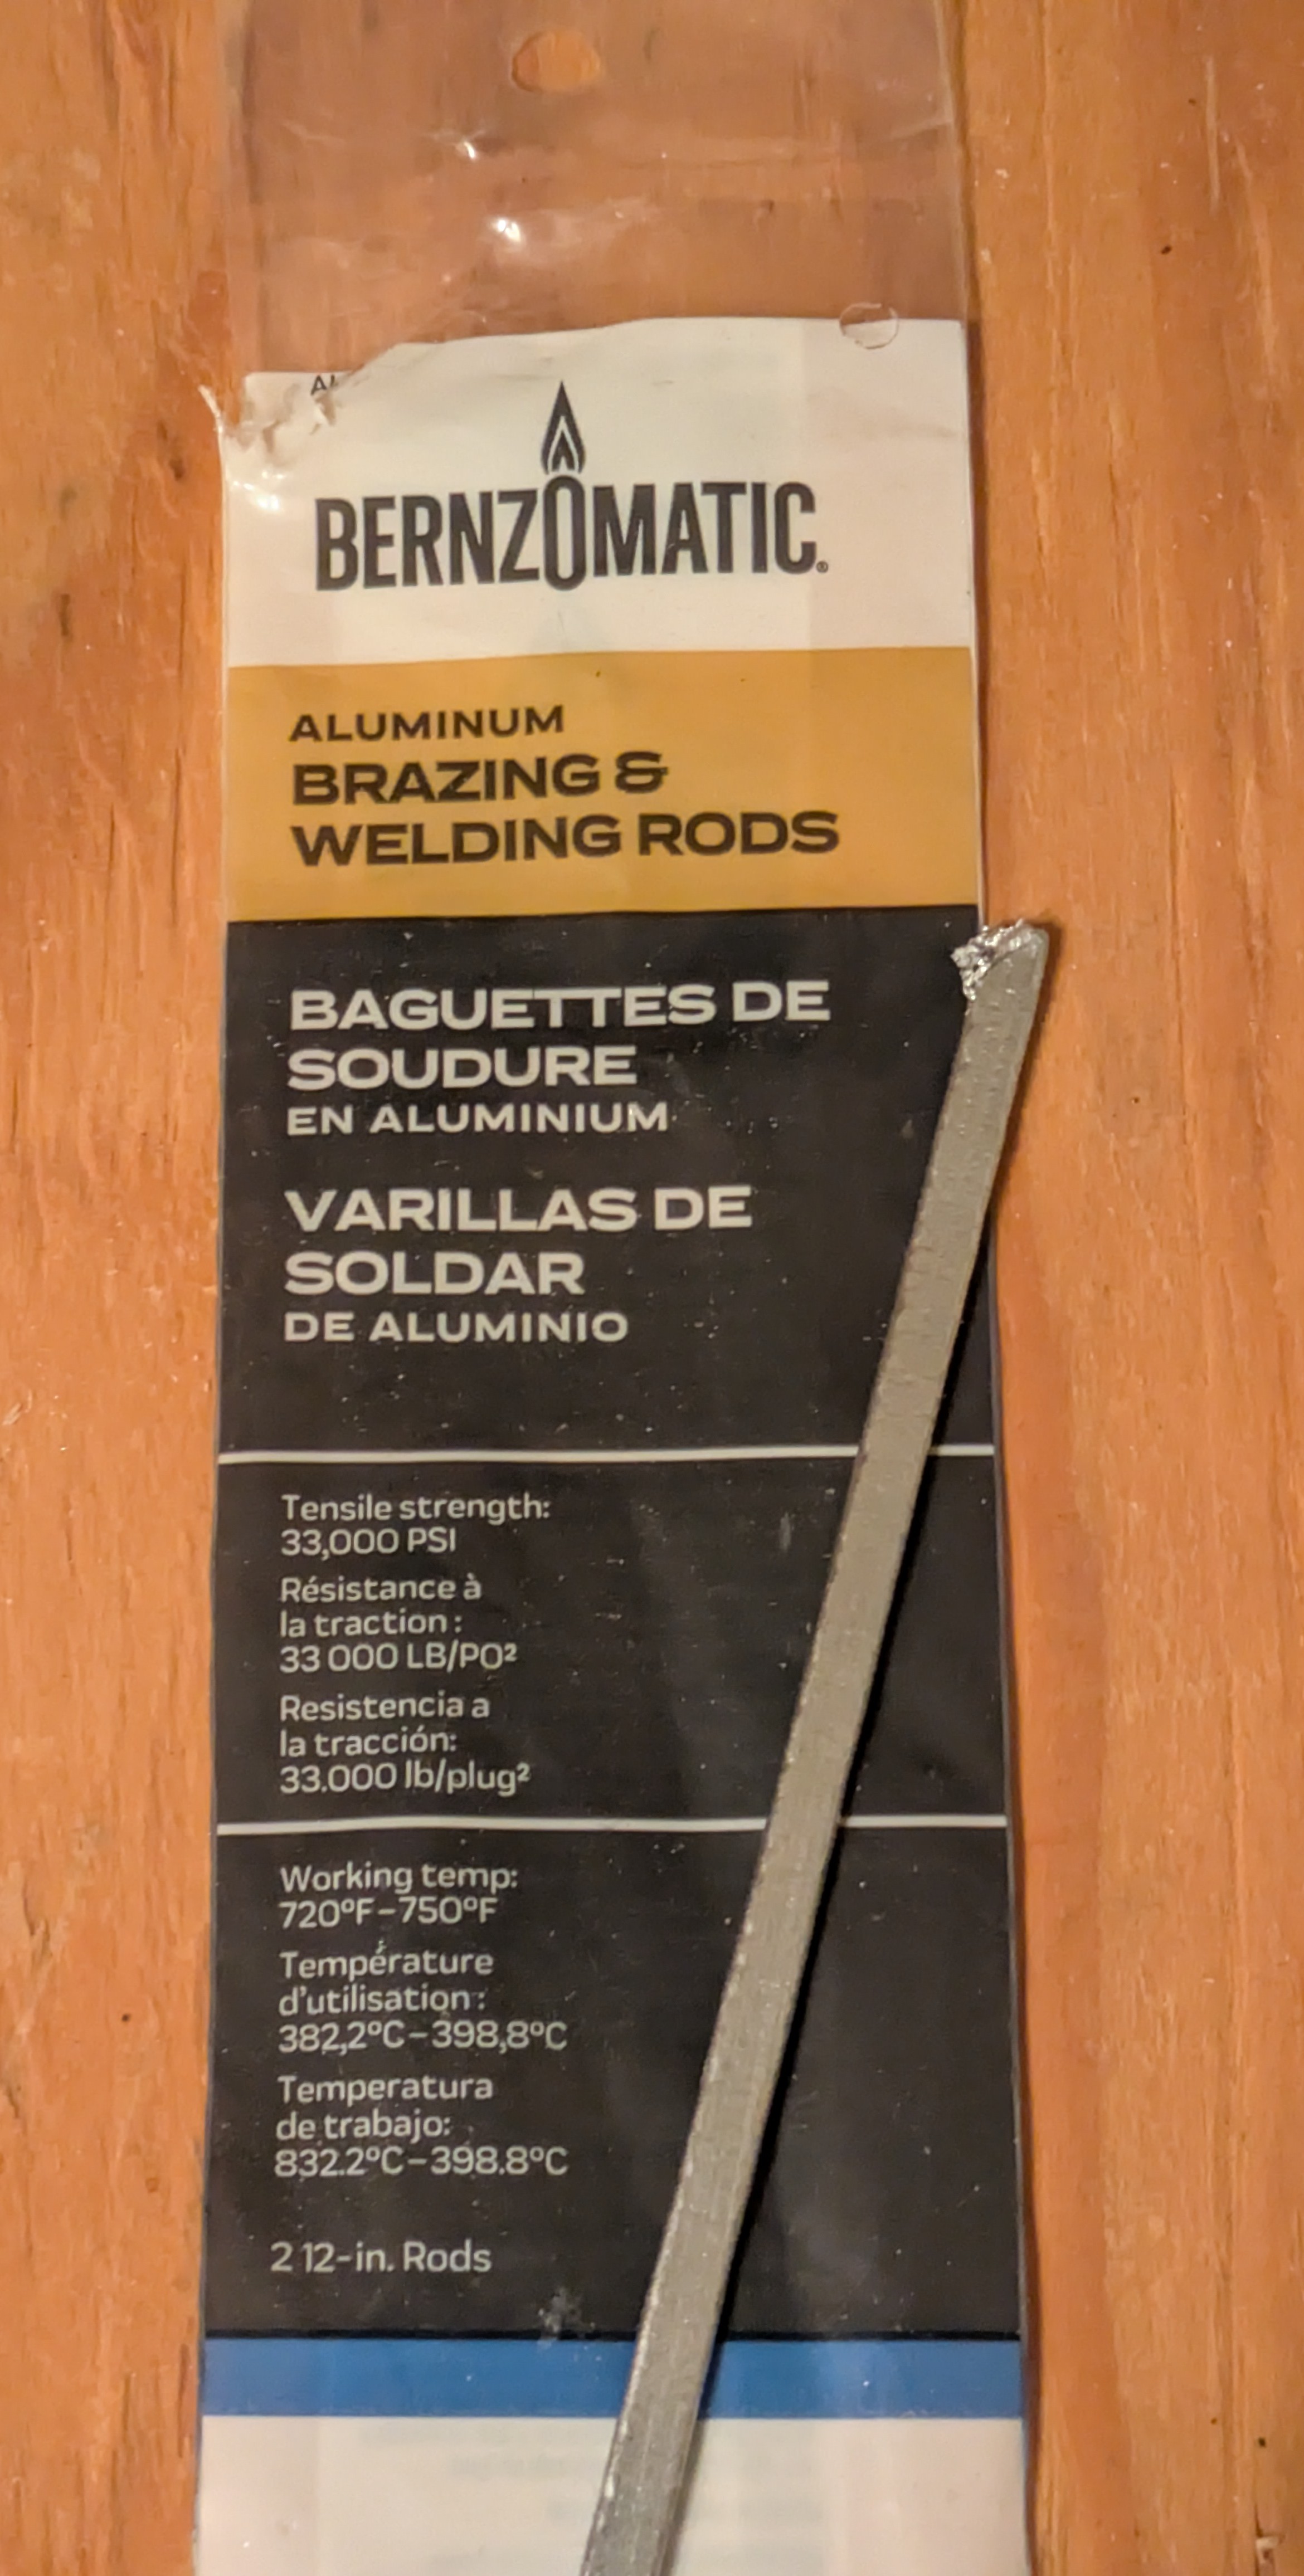 BERNZOMATIC®
ALUMINUM
BRAZING &
WELDING RODS
BAGUETTES DE
SOUDURE
EN ALUMINIUM
VARILLAS DE
SOLDAR
DE ALUMINIO
Tensile strength:
33,000 PSI
Résistance à
la traction :
33 000 LB/PO²
Resistencia a
la tracción:
33.000 lb/plug²
Working temp:
720°F–750°F
Température
d'utilisation :
382,2°C–398,8°C
Temperatura
de trabajo:
832.2°C–398.8°C
2 12-in. Rods